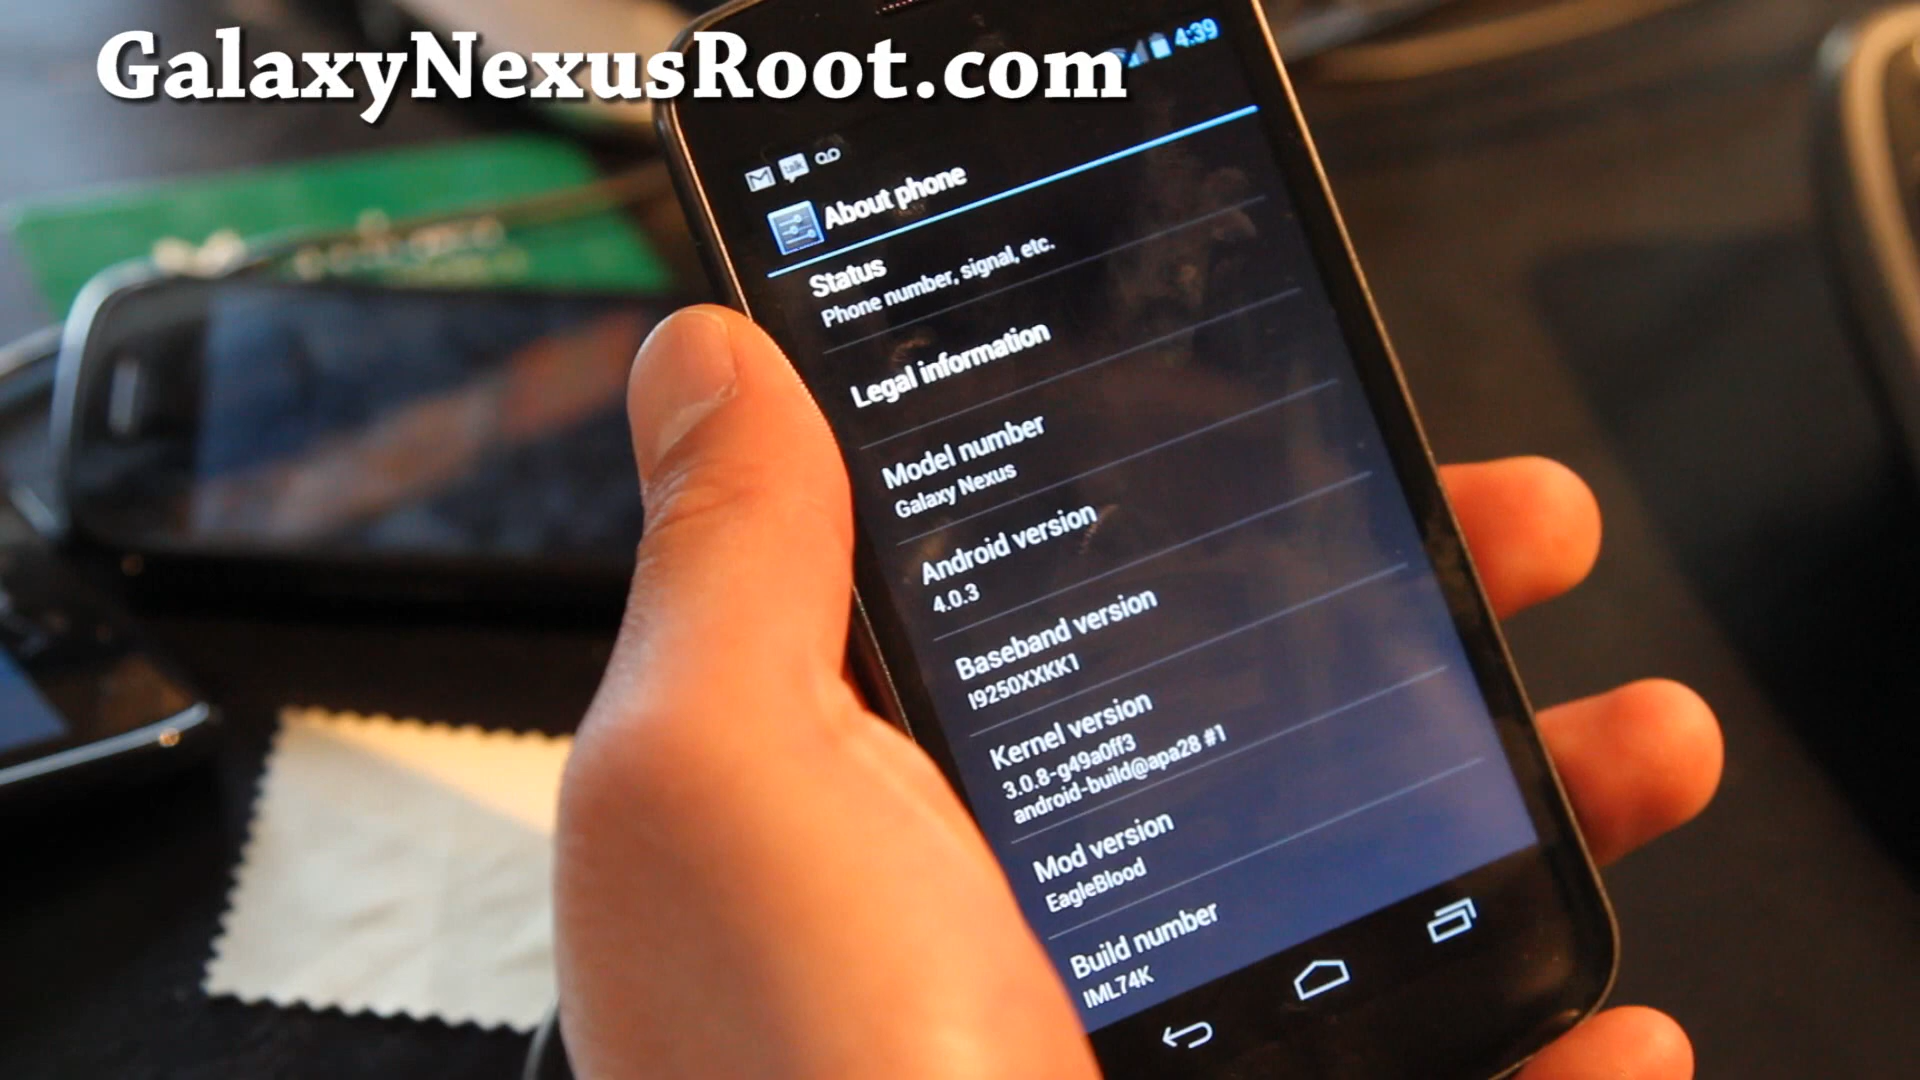 GalaxyNexusRoot.com
4:39
talk
About phone
Status
Phone number, signal, etc.
Legal information
Model number
Galaxy Nexus
Android version
4.0.3
Baseband version
I9250XXKK1
Kernel version
3.0.8-g49a0ff3
android-build@apa28 #1
Mod version
EagleBlood
Build number
IML74K